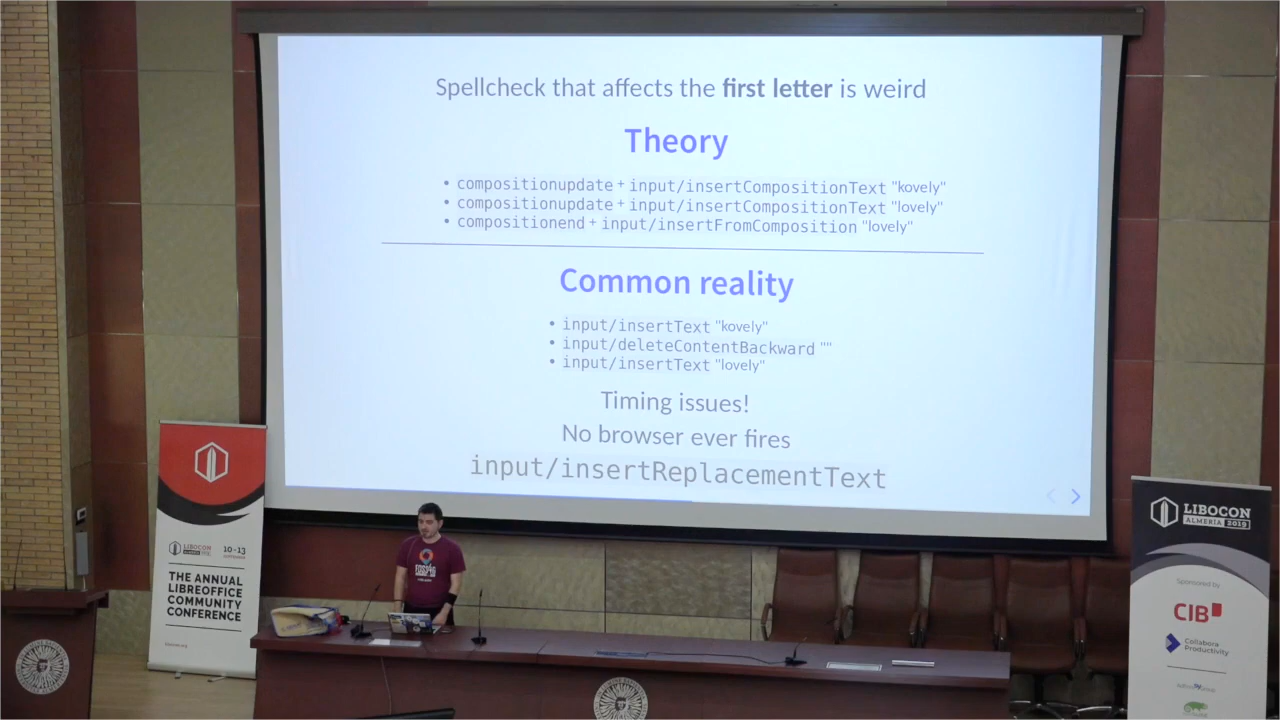 Spellcheck that affects the first letter is weird
Theory
• compositionupdate + input/insertCompositionText "kovely"
• compositionupdate + input/insertCompositionText "lovely"
• compositionend + input/insertFromComposition "lovely"
Common reality
• input/insertText "kovely"
• input/deleteContentBackward ""
• input/insertText "lovely"
Timing issues!
No browser ever fires
input/insertReplacementText
LIBOCON
10-13
THE ANNUAL
LIBREOFFICE
COMMUNITY
CONFERENCE
LIBOCON
ALMERIA 2019
Sponsored by
CIB
Collabora
Productivity